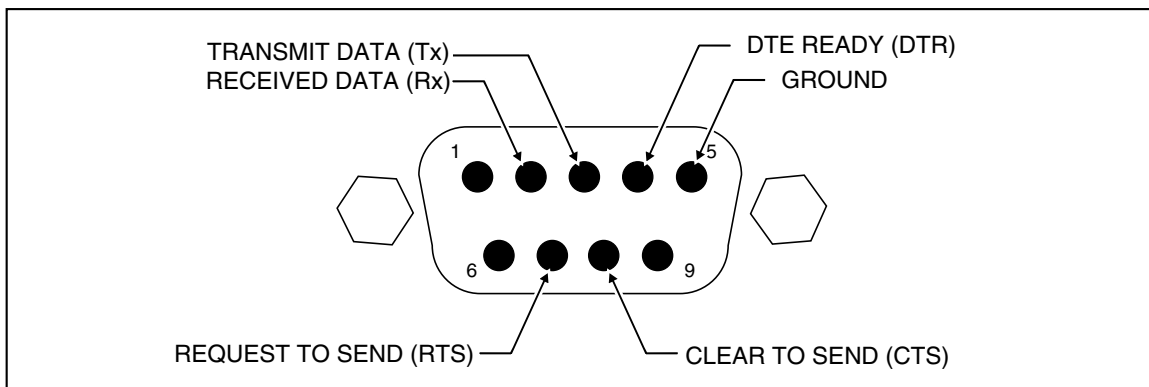 TRANSMIT DATA (Tx)
DTE READY (DTR)
RECEIVED DATA (Rx)
GROUND
1
5
6
9
REQUEST TO SEND (RTS)
CLEAR TO SEND (CTS)